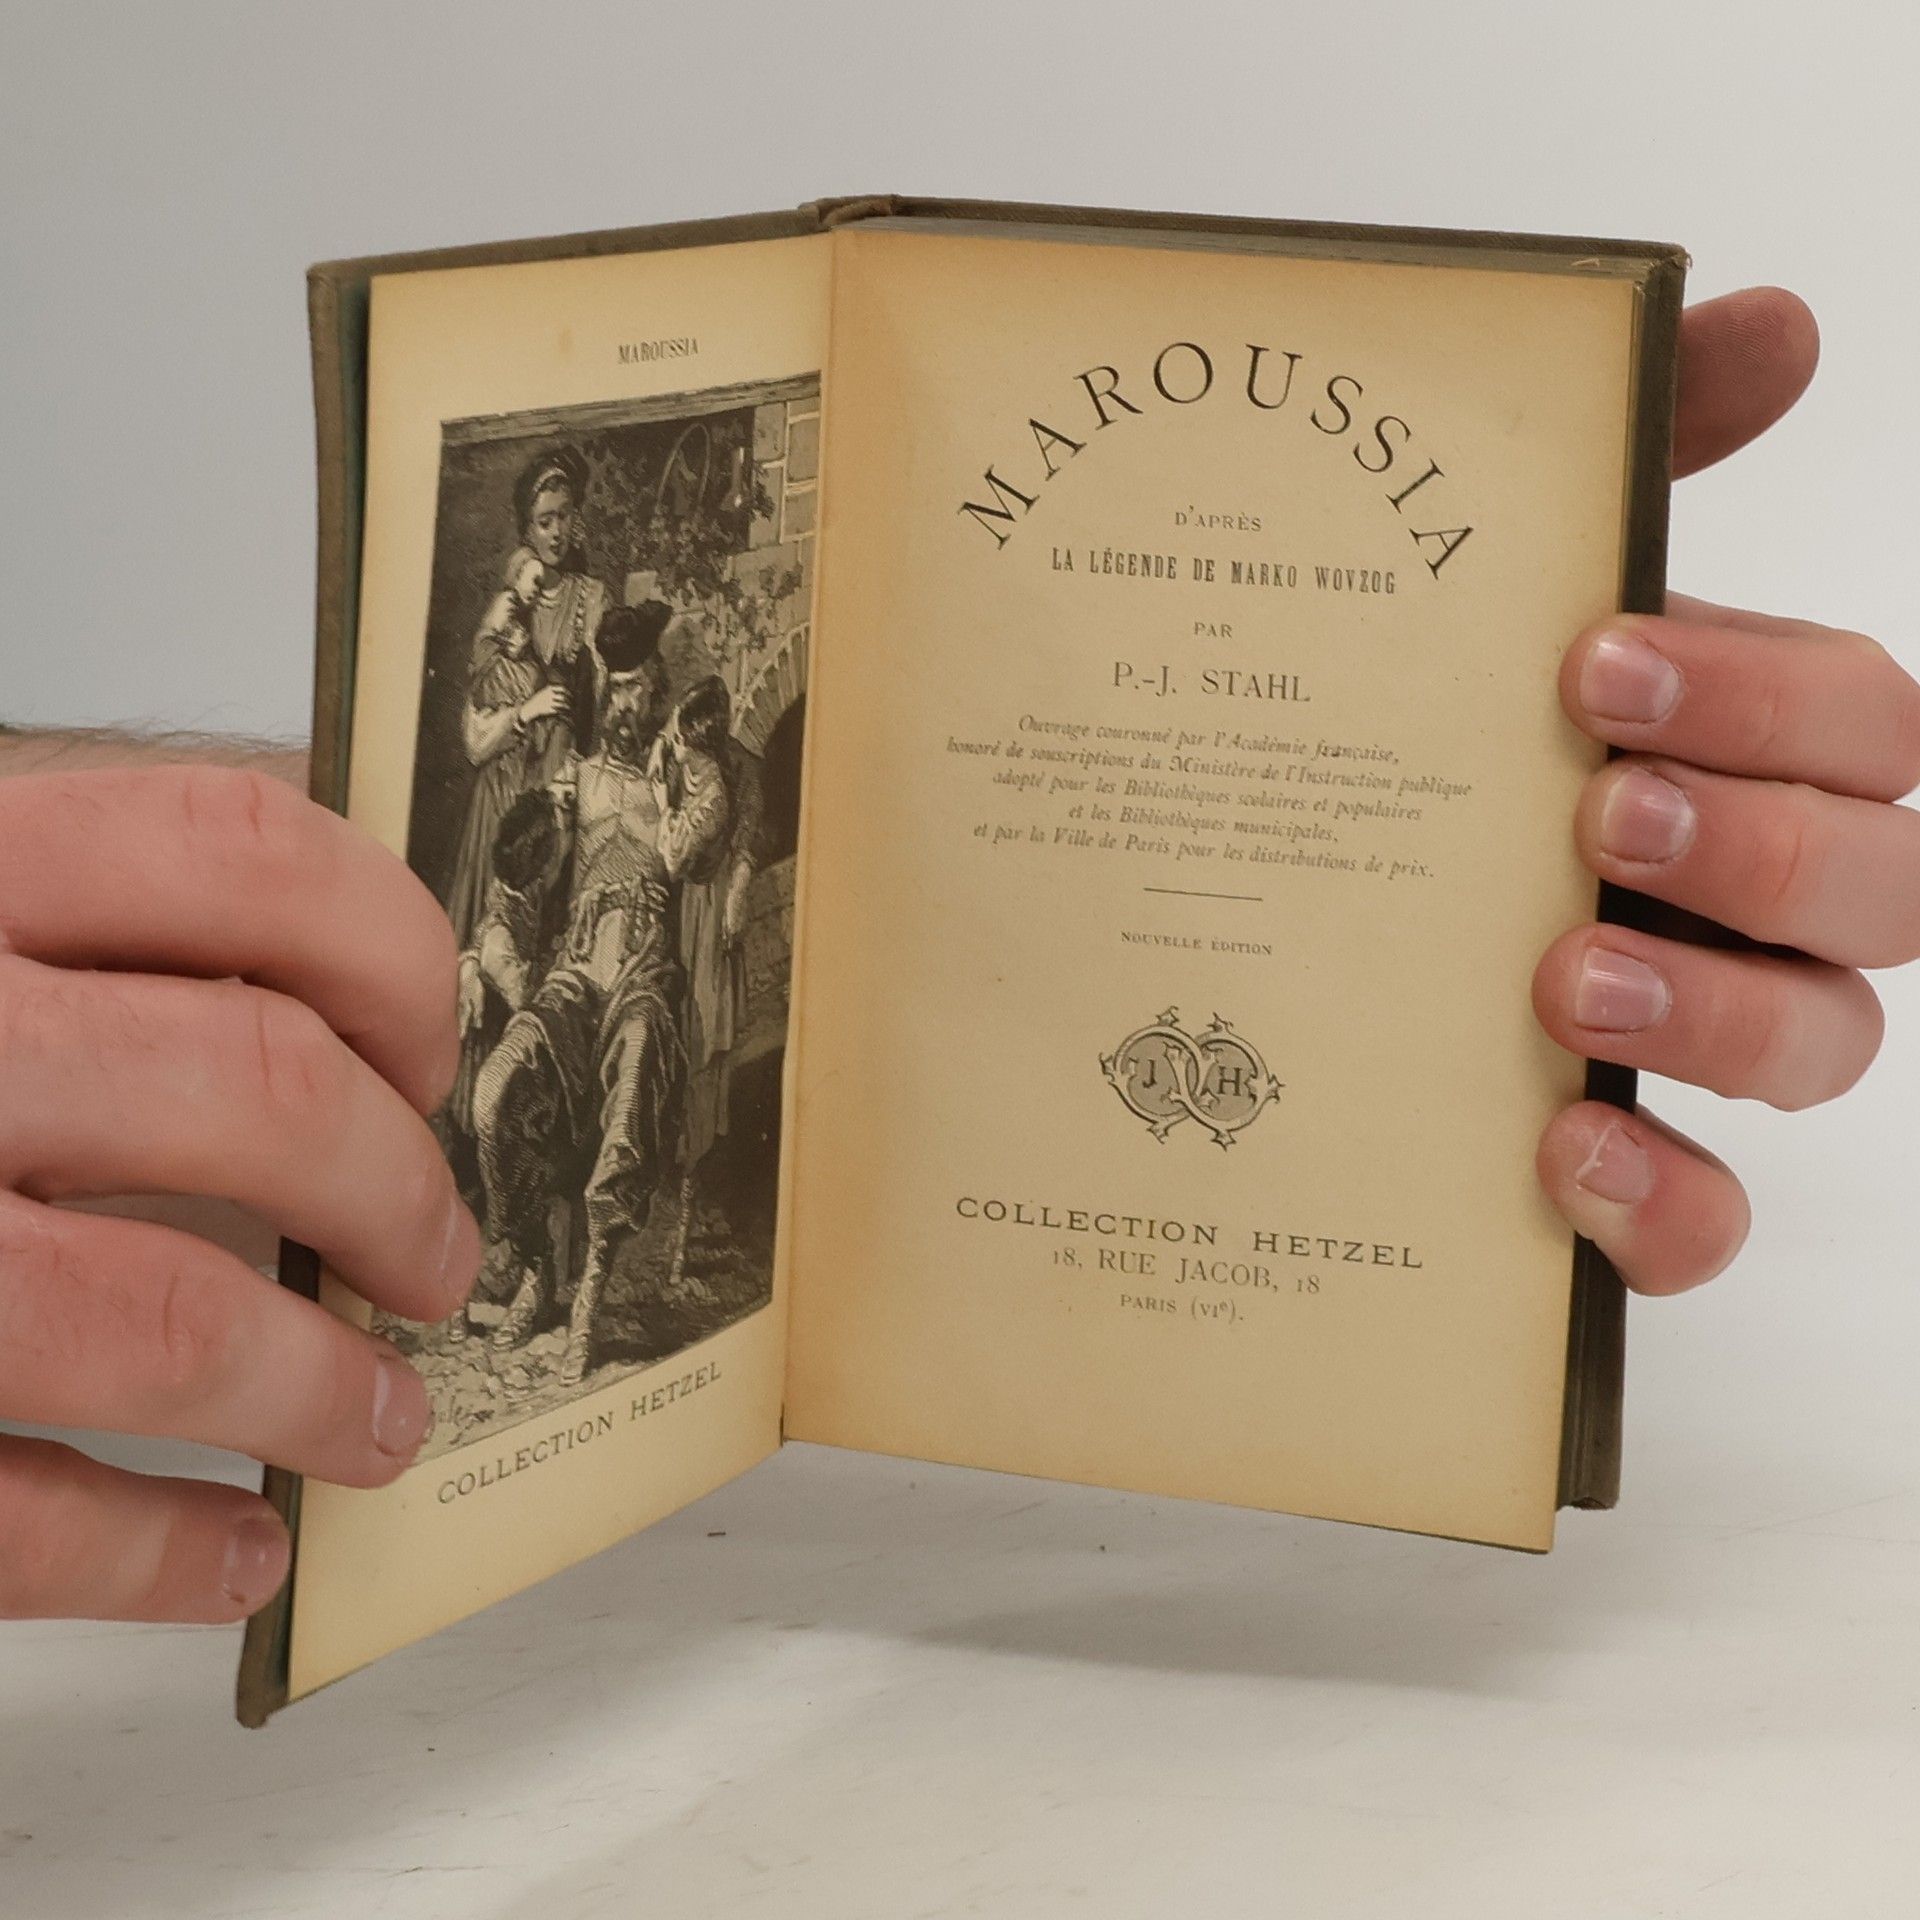 MAROUSSIA
COLLECTION HETZEL
MAROUSSIA
D'APRÈS
LA LÉGENDE DE MARKO WOVZOG
PAR
P.-J. STAHL
Ouvrage couronné par l'Académie française,
honoré de souscriptions du Ministère de l'Instruction publique
adopté pour les Bibliothèques scolaires et populaires
et les Bibliothèques municipales,
et par la Ville de Paris pour les distributions de prix.
NOUVELLE ÉDITION
J H
COLLECTION HETZEL
18, RUE JACOB, 18
PARIS (VIe).